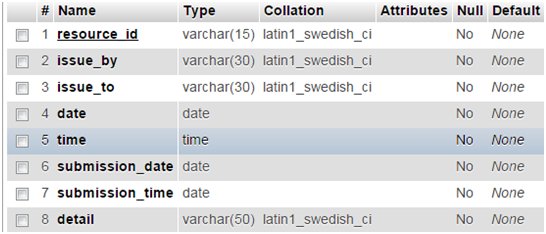 # Name Type Collation Attributes Null Default
1 resource_id varchar(15) latin1_swedish_ci No None
2 issue_by varchar(30) latin1_swedish_ci No None
3 issue_to varchar(30) latin1_swedish_ci No None
4 date date No None
5 time time No None
6 submission_date date No None
7 submission_time date No None
8 detail varchar(50) latin1_swedish_ci No None